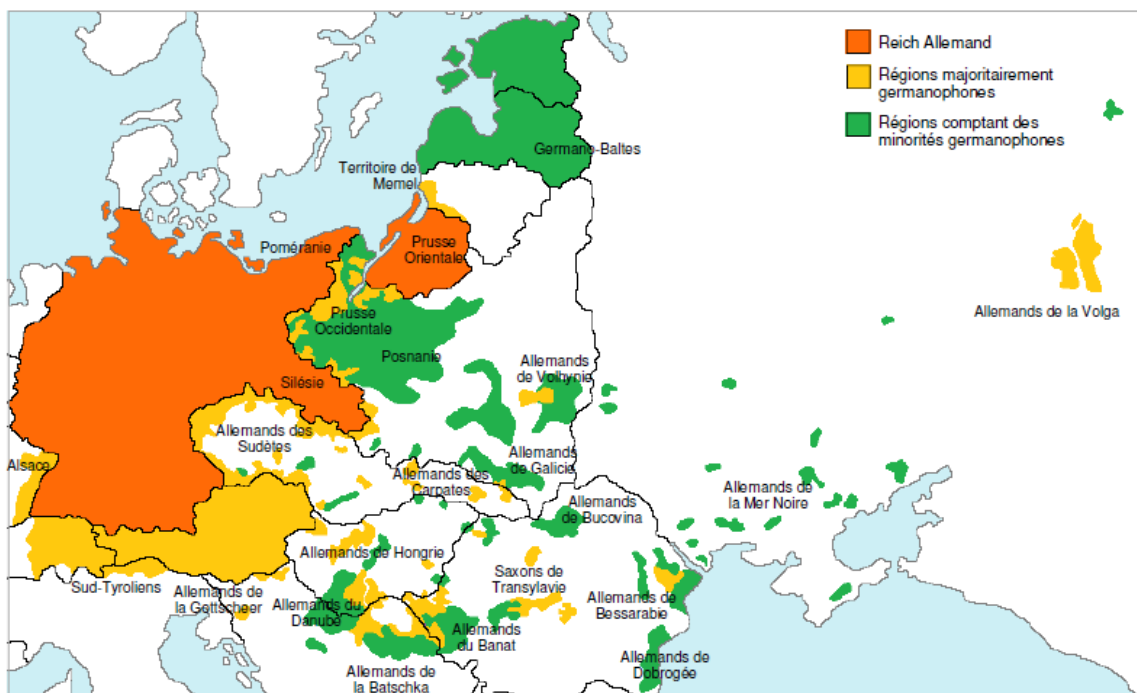 Reich Allemand
Régions majoritairement
germanophones
Régions comptant des
minorités germanophones
Germano-Baltes
Territoire de
Memel
Poméranie
Prusse
Orientale
Prusse
Occidentale
Posnanie
Silésie
Allemands de la Volga
Allemands
de Volhynie
Allemands des
Sudètes
Alsace
Allemands
de Galicie
Allemands des
Carpates
Allemands de
la Mer Noire
Allemands
de Bucovina
Allemands de Hongrie
Saxons de
Transylavie
Sud-Tyroliens
Allemands de
la Gottscheer
Allemands du
Danube
Allemands de
Bessarabie
Allemands
du Banat
Allemands de
la Batschka
Allemands de
Dobrogée